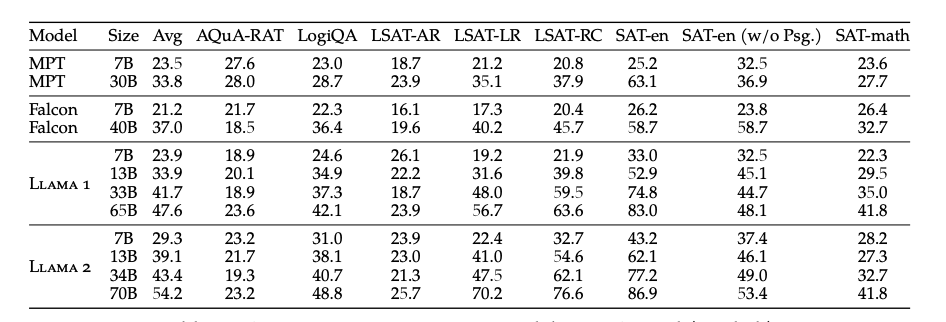 Model Size Avg AQuA-RAT LogiQA LSAT-AR LSAT-LR LSAT-RC SAT-en SAT-en (w/o Psg.) SAT-math
MPT 7B 23.5 27.6 23.0 18.7 21.2 20.8 25.2 32.5 23.6
MPT 30B 33.8 28.0 28.7 23.9 35.1 37.9 63.1 36.9 27.7
Falcon 7B 21.2 21.7 22.3 16.1 17.3 20.4 26.2 23.8 26.4
Falcon 40B 37.0 18.5 36.4 19.6 40.2 45.7 58.7 58.7 32.7
LLAMA 1
7B 23.9 18.9 24.6 26.1 19.2 21.9 33.0 32.5 22.3
13B 33.9 20.1 34.9 22.2 31.6 39.8 52.9 45.1 29.5
33B 41.7 18.9 37.3 18.7 48.0 59.5 74.8 44.7 35.0
65B 47.6 23.6 42.1 23.9 56.7 63.6 83.0 48.1 41.8
LLAMA 2
7B 29.3 23.2 31.0 23.9 22.4 32.7 43.2 37.4 28.2
13B 39.1 21.7 38.1 23.0 41.0 54.6 62.1 46.1 27.3
34B 43.4 19.3 40.7 21.3 47.5 62.1 77.2 49.0 32.7
70B 54.2 23.2 48.8 25.7 70.2 76.6 86.9 53.4 41.8